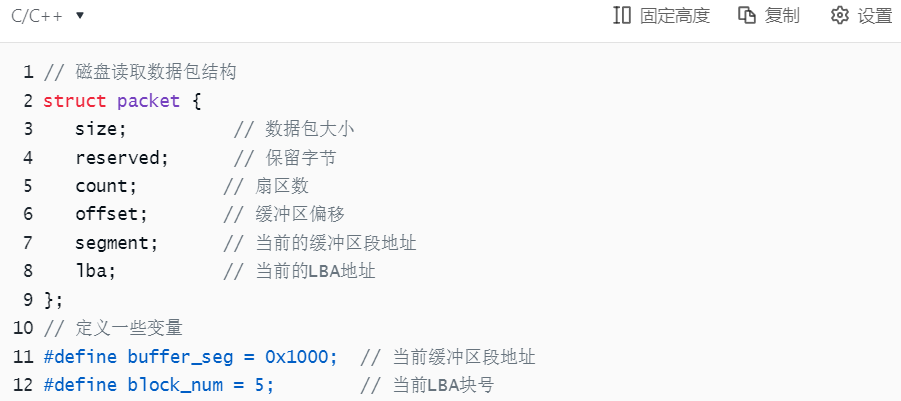 C/C++ ▼ 固定高度 复制 设置
1 // 磁盘读取数据包结构
2 struct packet {
3    size;          // 数据包大小
4    reserved;      // 保留字节
5    count;        // 扇区数
6    offset;       // 缓冲区偏移
7    segment;      // 当前的缓冲区段地址
8    lba;          // 当前的LBA地址
9 };
10 // 定义一些变量
11 #define buffer_seg = 0x1000;  // 当前缓冲区段地址
12 #define block_num = 5;        // 当前LBA块号